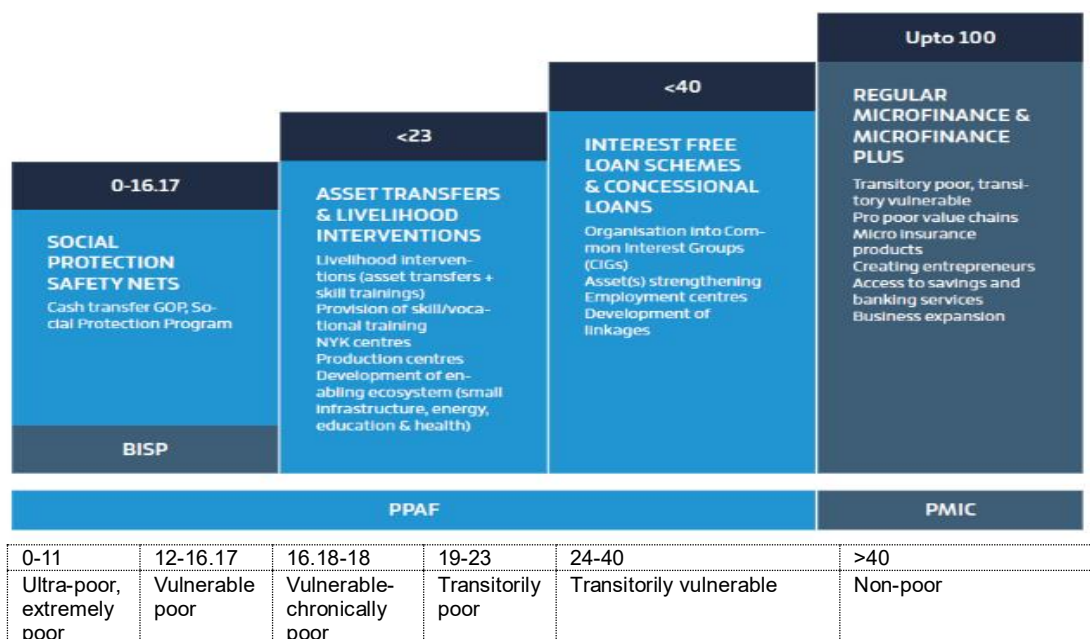 0-16.17
SOCIAL
PROTECTION
SAFETY NETS
Cash transfer GOP, So-
cial Protection Program
BISP
<23
ASSET TRANSFERS
& LIVELIHOOD
INTERVENTIONS
Livelihood interven-
tions (asset transfers +
skill trainings)
Provision of skill/voca-
tional training
NYK centres
Production centres
Development of en-
abling ecosystem (small
infrastructure, energy,
education & health)
<40
INTEREST FREE
LOAN SCHEMES
& CONCESSIONAL
LOANS
Organisation into Com-
mon Interest Groups
(CIGs)
Asset(s) strengthening
Employment centres
Development of
linkages
Upto 100
REGULAR
MICROFINANCE &
MICROFINANCE
PLUS
Transitory poor, transi-
tory vulnerable
Pro poor value chains
Micro insurance
products
Creating entrepreneurs
Access to savings and
banking services
Business expansion
PPAF
PMIC
0-11 12-16.17 16.18-18 19-23 24-40 >40
Ultra-poor,
extremely
poor
Vulnerable
poor
Vulnerable-
chronically
poor
Transitorily
poor
Transitorily vulnerable
Non-poor